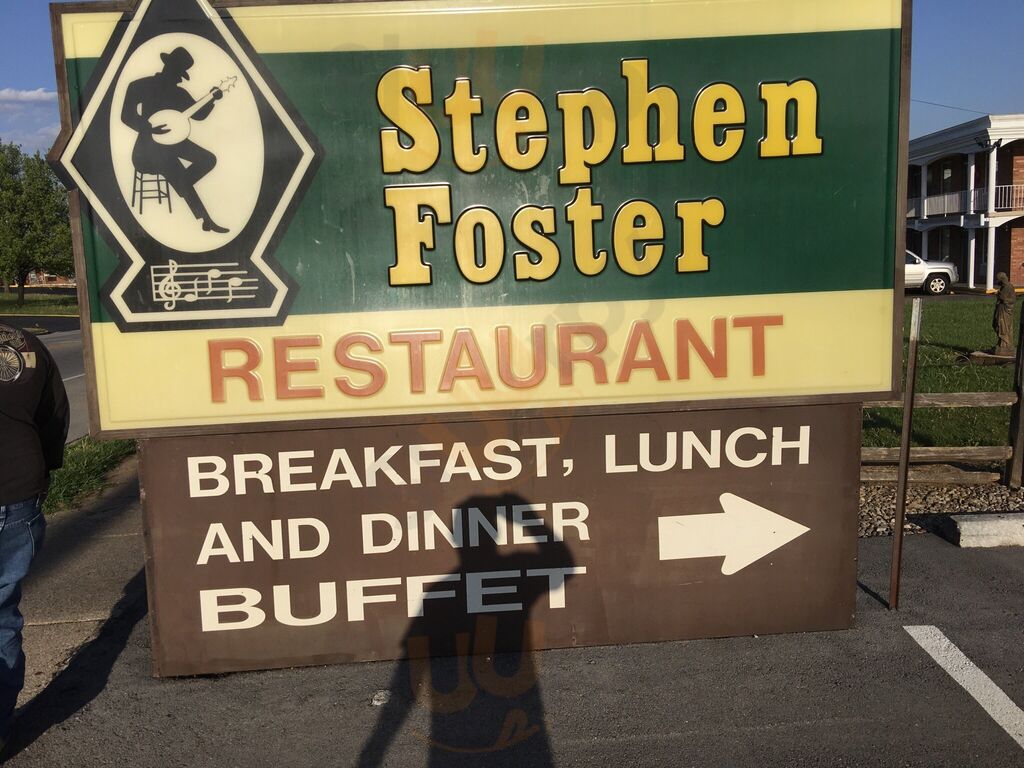 Stephen
Foster
RESTAURANT
BREAKFAST, LUNCH
AND DINNER
BUFFET